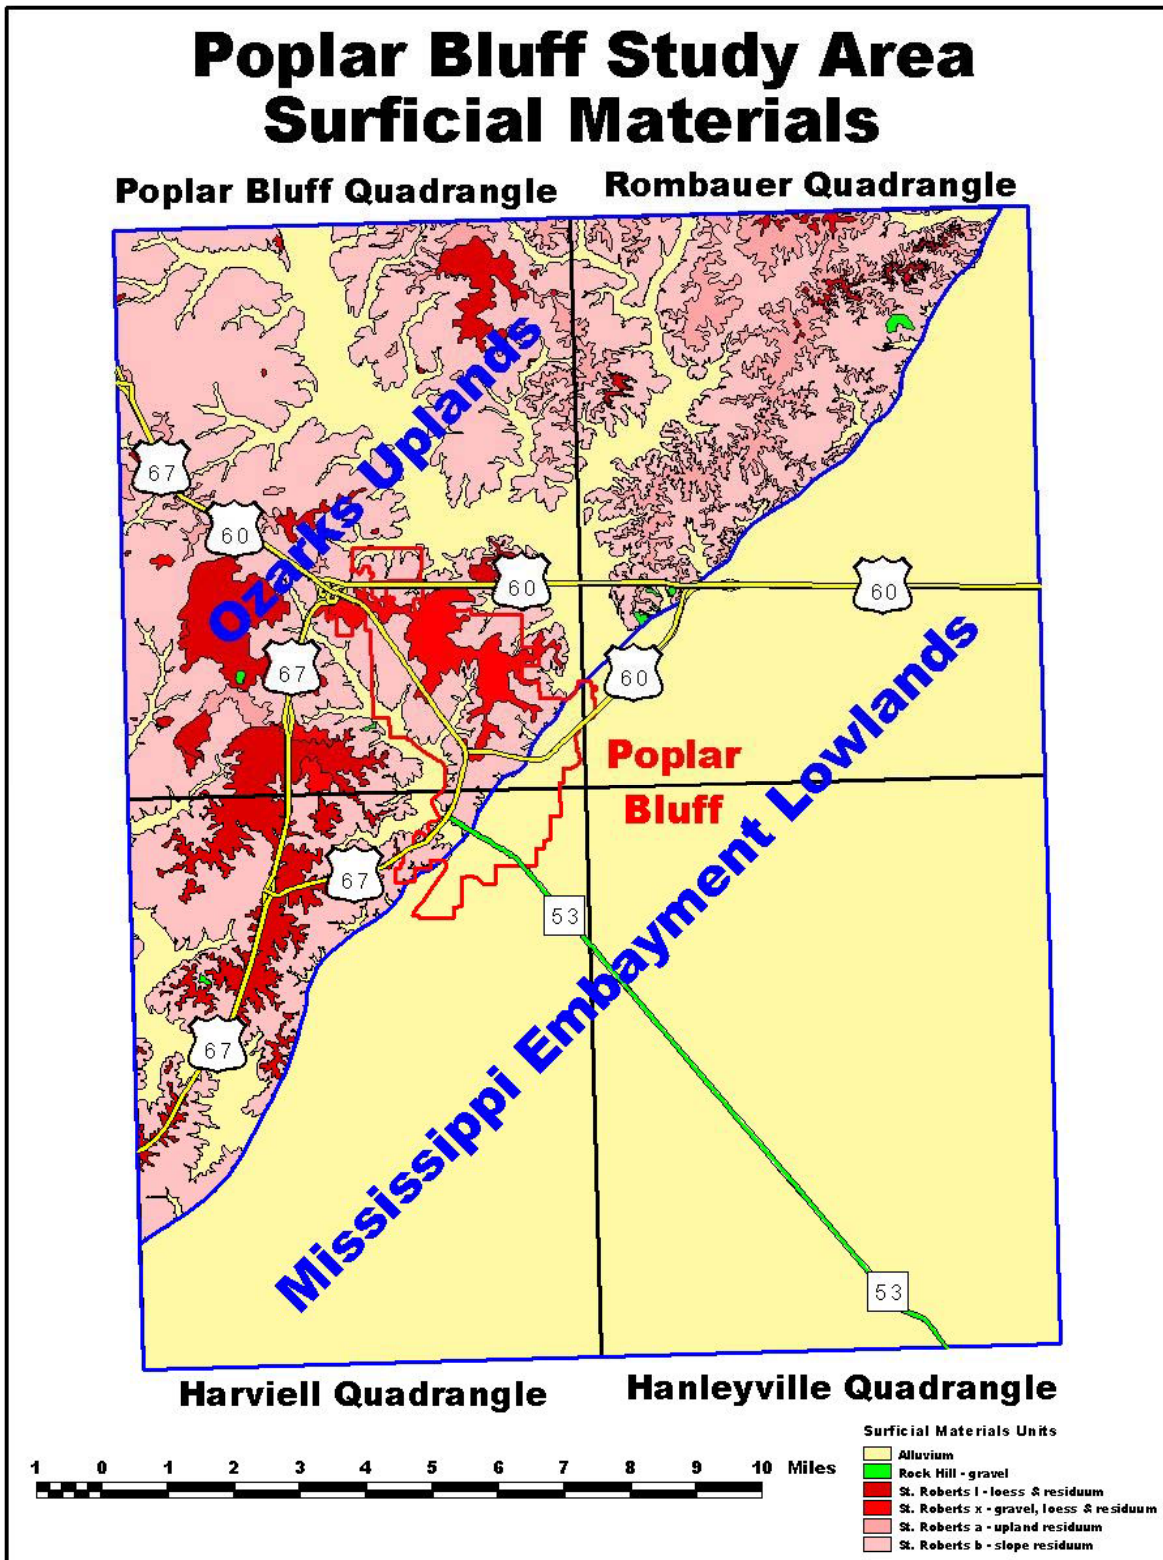 Poplar Bluff Study Area
Surficial Materials
Poplar Bluff Quadrangle
Rombauer Quadrangle
Ozarks Uplands
67
60
60
60
67
60
Poplar
Bluff
Mississippi Embayment Lowlands
67
53
67
53
Harviell Quadrangle
Hanleyville Quadrangle
Surficial Materials Units
Alluvium
Rock Hill - gravel
St. Roberts l - loess & residuum
St. Roberts x - gravel, loess & residuum
St. Roberts a - upland residuum
St. Roberts b - slope residuum
1 0 1 2 3 4 5 6 7 8 9 10 Miles